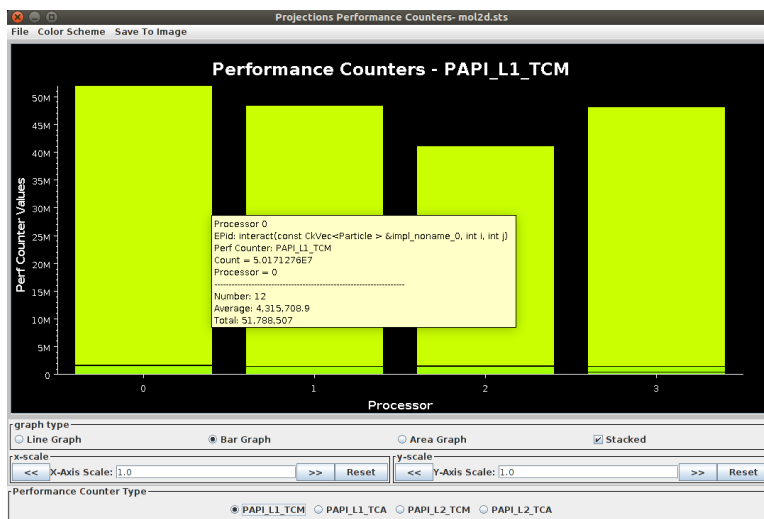 Projections Performance Counters- mol2d.sts
File Color Scheme Save To Image
Performance Counters - PAPI_L1_TCM
Perf Counter Values
50M
45M
40M
35M
30M
25M
20M
15M
10M
5M
0
Processor 0
EPid: interact(const CkVec<Particle > &impl_noname_0, int i, int j)
Perf Counter: PAPI_L1_TCM
Count = 5.0171276E7
Processor = 0
--------------------------------------------------------------
Number: 12
Average: 4,315,708.9
Total: 51,788,507
0 1 2 3
Processor
graph type
Line Graph Bar Graph Area Graph Stacked
x-scale y-scale
<< X-Axis Scale: 1.0 >> Reset << Y-Axis Scale: 1.0 >> Reset
Performance Counter Type
PAPI_L1_TCM PAPI_L1_TCA PAPI_L2_TCM PAPI_L2_TCA